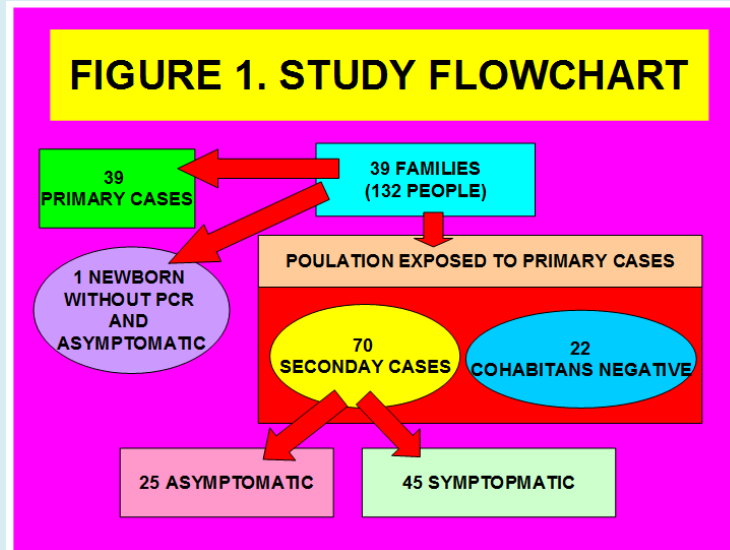 FIGURE 1. STUDY FLOWCHART
39
PRIMARY CASES
39 FAMILIES
(132 PEOPLE)
1 NEWBORN
WITHOUT PCR
AND
ASYMPTOMATIC
POULATION EXPOSED TO PRIMARY CASES
70
SECONDAY CASES
22
COHABITANS NEGATIVE
25 ASYMPTOMATIC
45 SYMPTOPMATIC